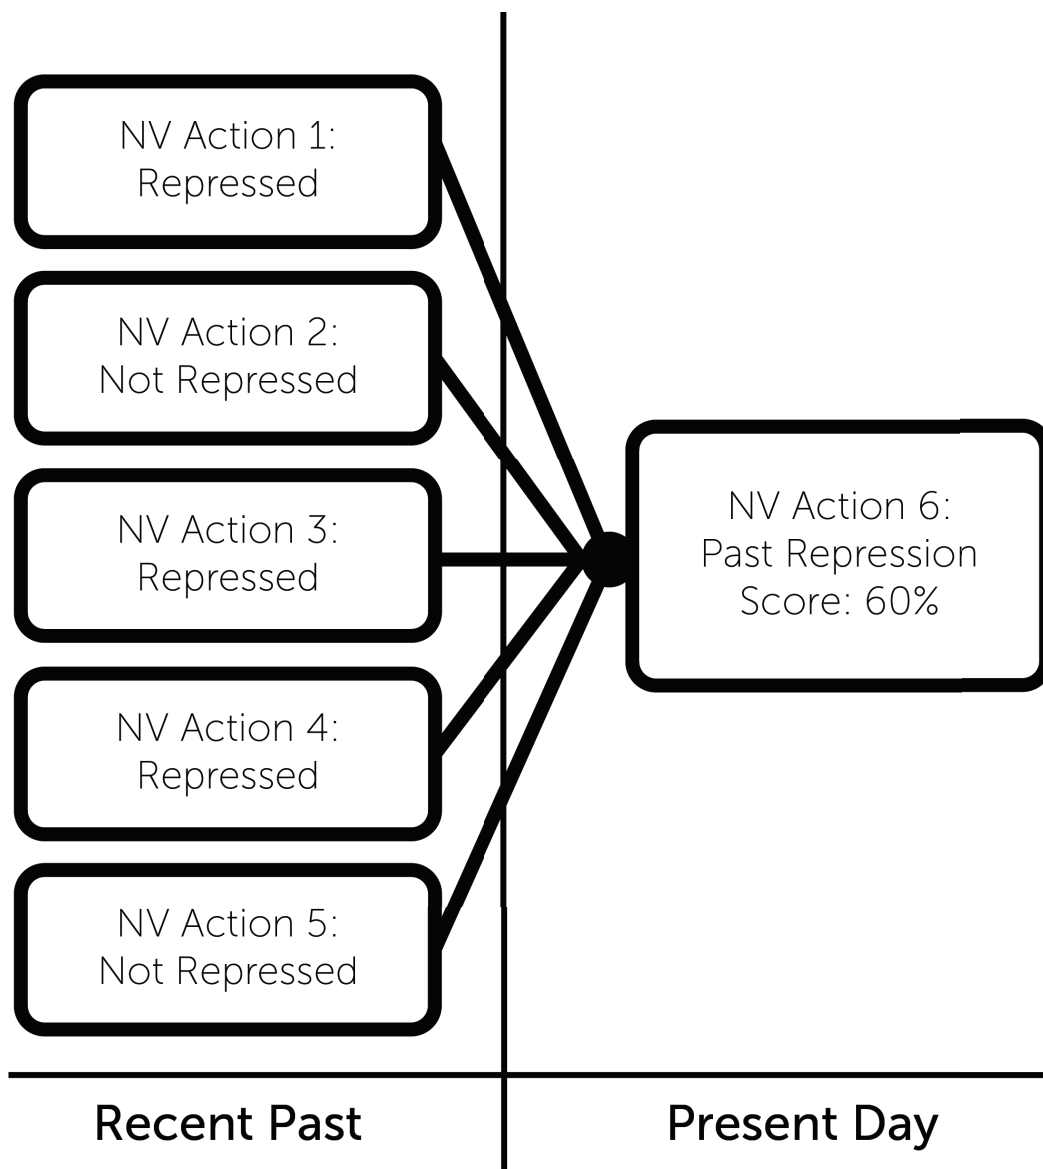 NV Action 1:
Repressed
NV Action 2:
Not Repressed
NV Action 3:
Repressed
NV Action 4:
Repressed
NV Action 5:
Not Repressed
NV Action 6:
Past Repression
Score: 60%
Recent Past
Present Day